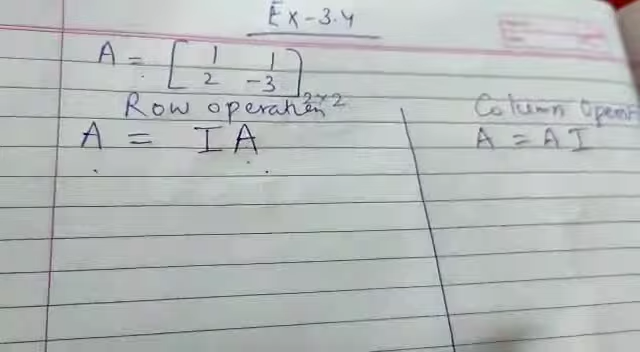 Ex-3.4
A = [ 1 1
2 -3 ] 2×2
Row operation
A = IA
Column Operat
A = AI